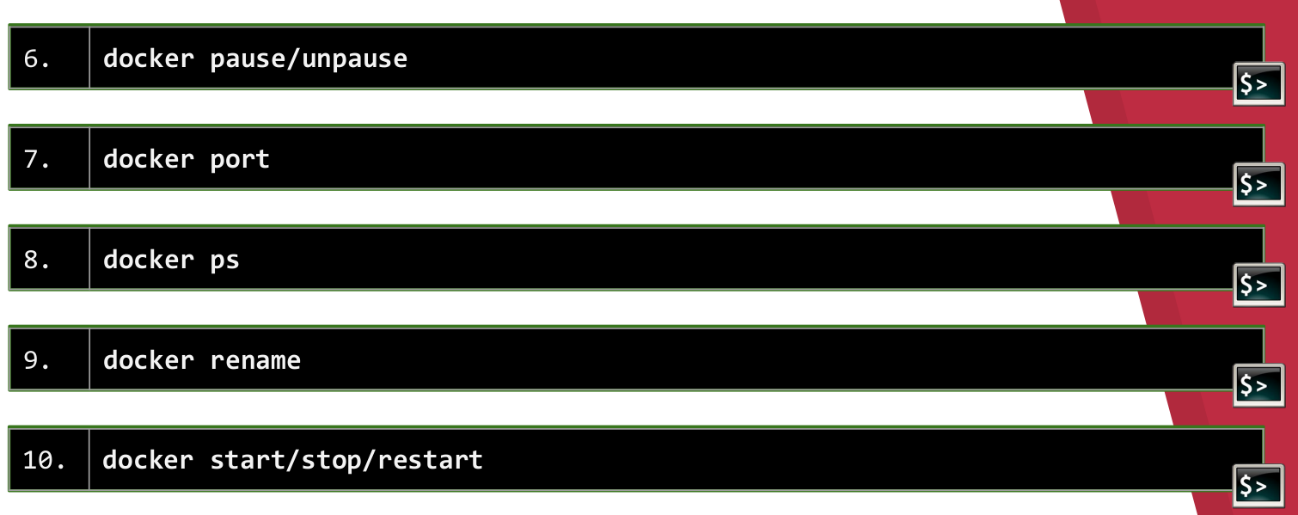 6. docker pause/unpause
$>
7. docker port
$>
8. docker ps
$>
9. docker rename
$>
10. docker start/stop/restart
$>